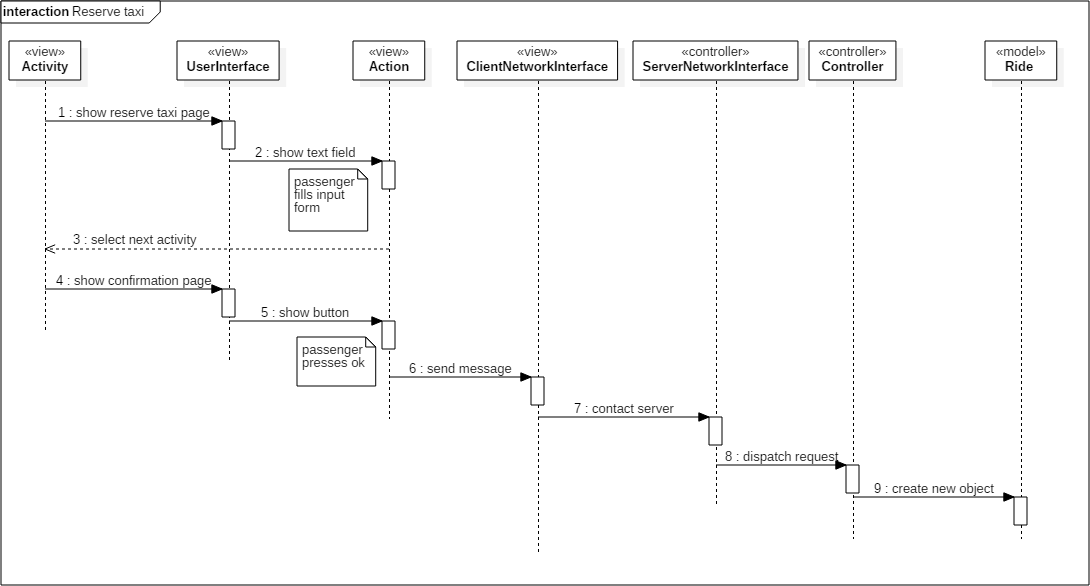 interaction Reserve taxi
«view»
Activity
«view»
UserInterface
«view»
Action
«view»
ClientNetworkInterface
«controller»
ServerNetworkInterface
«controller»
Controller
«model»
Ride
1 : show reserve taxi page
2 : show text field
passenger
fills input
form
3 : select next activity
4 : show confirmation page
5 : show button
passenger
presses ok
6 : send message
7 : contact server
8 : dispatch request
9 : create new object